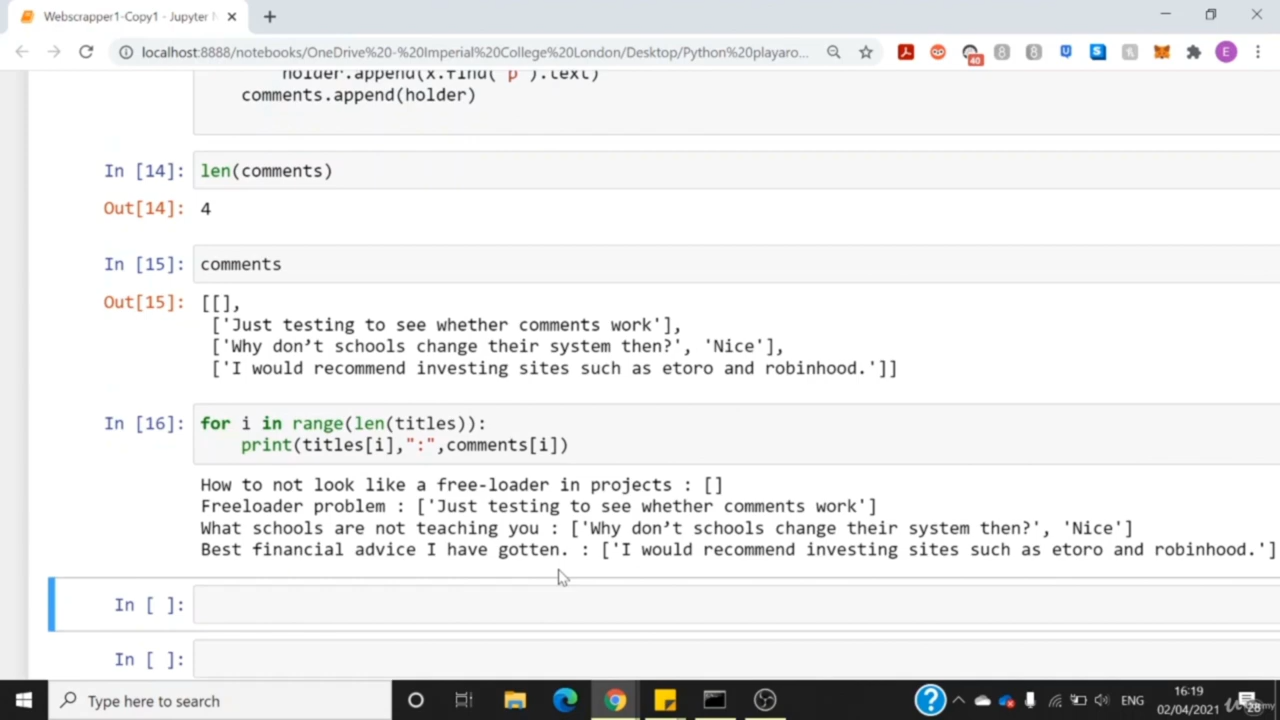 Webscrapper1-Copy1 - Jupyter N
localhost:8888/notebooks/OneDrive%20-%20Imperial%20College%20London/Desktop/Python%20playaro...
40
E
holder.append(x.find('p').text)
comments.append(holder)
In [14]: len(comments)
Out[14]: 4
In [15]: comments
Out[15]: [[],
['Just testing to see whether comments work'],
['Why don’t schools change their system then?', 'Nice'],
['I would recommend investing sites such as etoro and robinhood.']]
In [16]: for i in range(len(titles)):
print(titles[i],":",comments[i])
How to not look like a free-loader in projects : []
Freeloader problem : ['Just testing to see whether comments work']
What schools are not teaching you : ['Why don’t schools change their system then?', 'Nice']
Best financial advice I have gotten. : ['I would recommend investing sites such as etoro and robinhood.']
In [ ]:
In [ ]:
Type here to search
ENG
16:19
02/04/2021
28